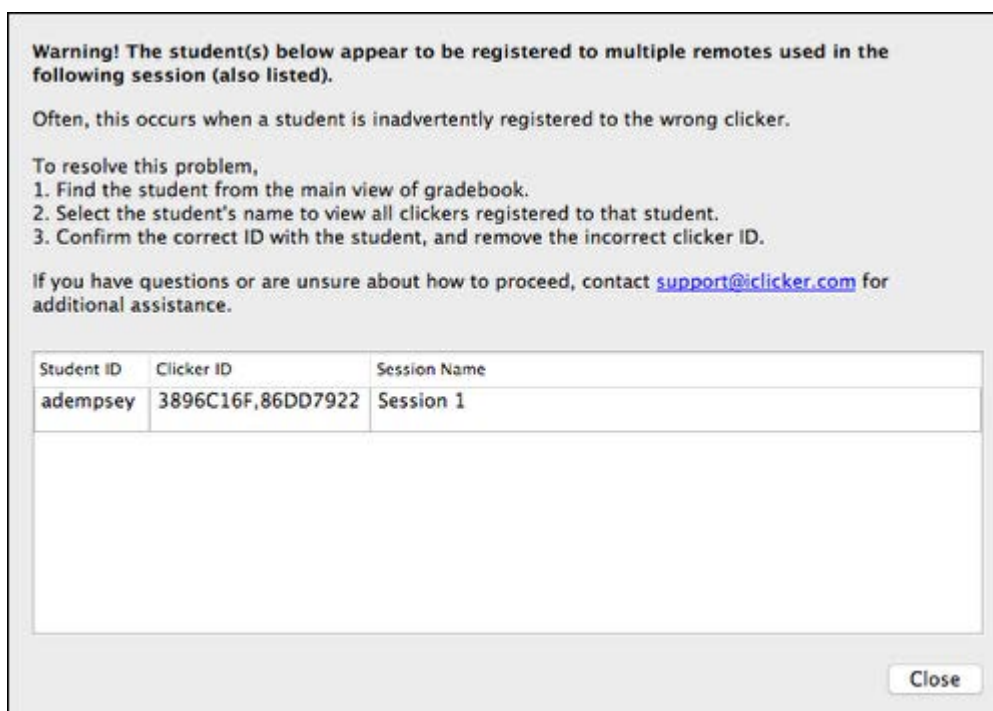 Warning! The student(s) below appear to be registered to multiple remotes used in the
following session (also listed).
Often, this occurs when a student is inadvertently registered to the wrong clicker.
To resolve this problem,
1. Find the student from the main view of gradebook.
2. Select the student's name to view all clickers registered to that student.
3. Confirm the correct ID with the student, and remove the incorrect clicker ID.
If you have questions or are unsure about how to proceed, contact support@iclicker.com for
additional assistance.
Student ID Clicker ID Session Name
adempsey 3896C16F,86DD7922 Session 1
Close